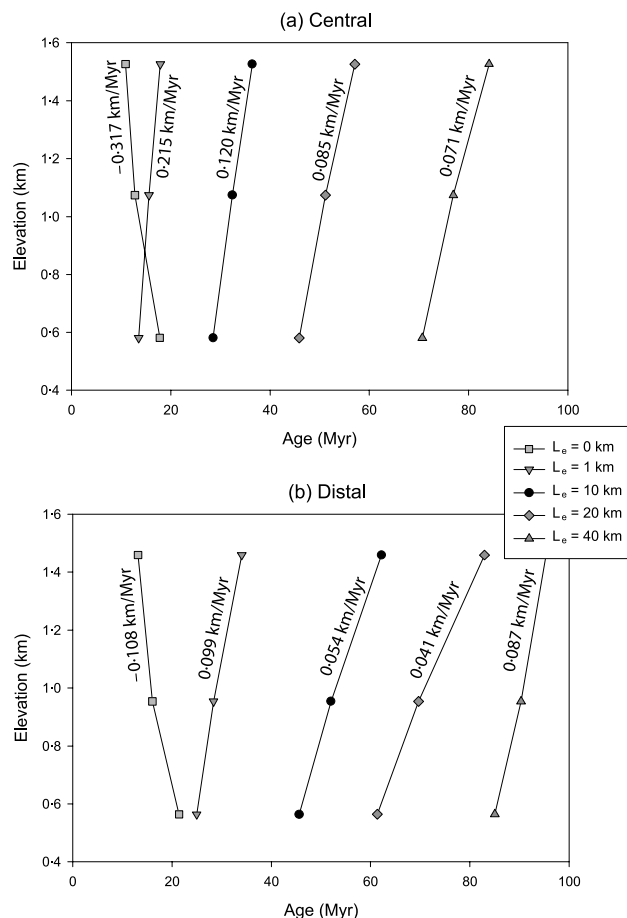 (a) Central
1·6
1·4
1·2
1·0
0·8
0·6
0·4
Elevation (km)
−0·317 km/Myr
0·215 km/Myr
0·120 km/Myr
0·085 km/Myr
0·071 km/Myr
0
20
40
60
80
100
Age (Myr)
L e = 0 km
L e = 1 km
L e = 10 km
L e = 20 km
L e = 40 km
(b) Distal
1·6
1·4
1·2
1·0
0·8
0·6
0·4
Elevation (km)
−0·108 km/Myr
0·099 km/Myr
0·054 km/Myr
0·041 km/Myr
0·087 km/Myr
0
20
40
60
80
100
Age (Myr)